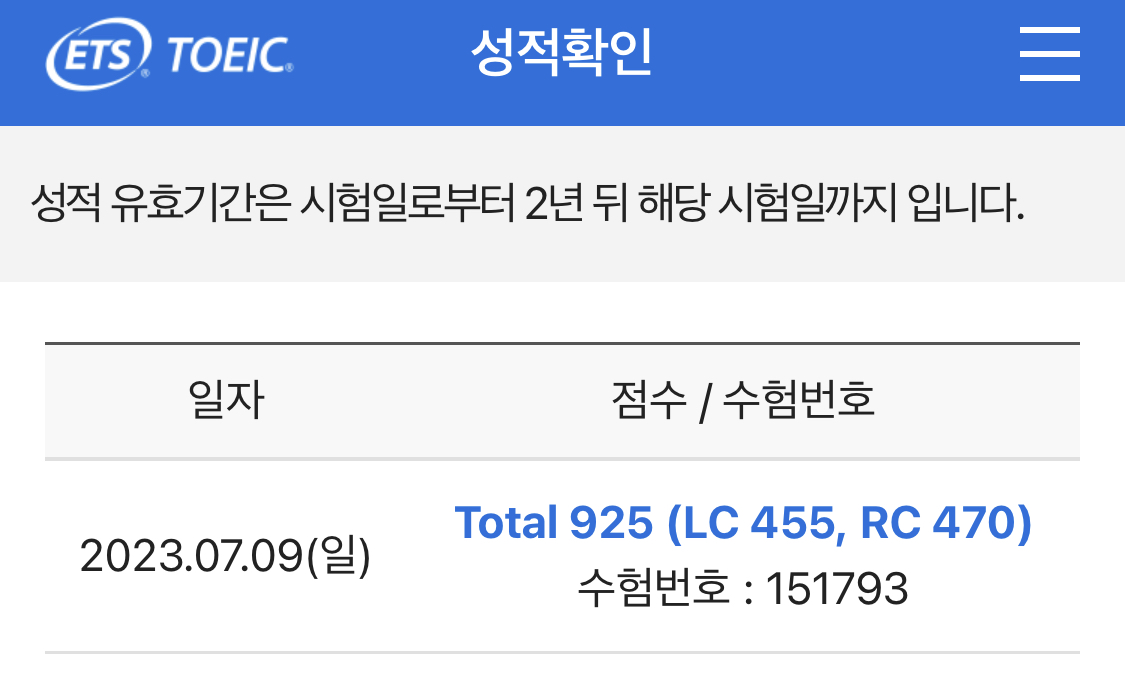 ETS® TOEIC®
성적확인
성적 유효기간은 시험일로부터 2년 뒤 해당 시험일까지 입니다.
일자
점수 / 수험번호
2023.07.09(일)
Total 925 (LC 455, RC 470)
수험번호 : 151793